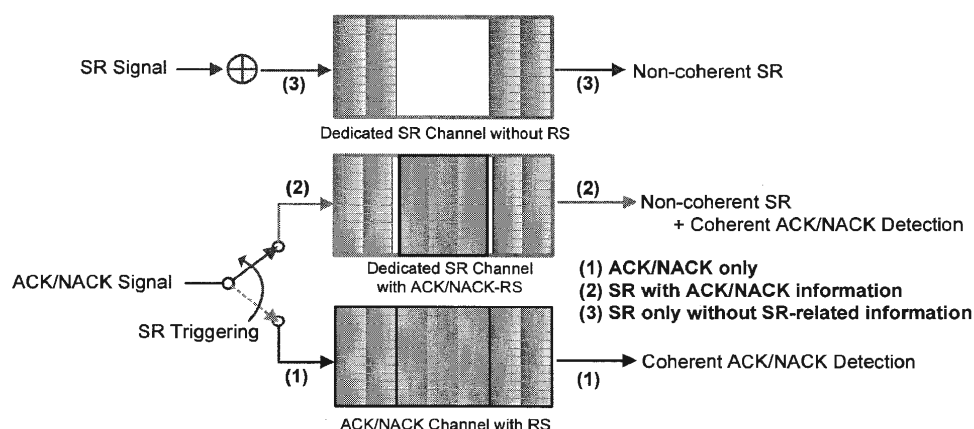 SR Signal
(3)
(3)
Non-coherent SR
Dedicated SR Channel without RS
(2)
(2)
Non-coherent SR
+ Coherent ACK/NACK Detection
ACK/NACK Signal
Dedicated SR Channel
with ACK/NACK-RS
SR Triggering
(1) ACK/NACK only
(2) SR with ACK/NACK information
(3) SR only without SR-related information
(1)
(1)
Coherent ACK/NACK Detection
ACK/NACK Channel with RS